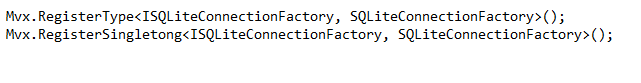 Mvx.RegisterType<ISQLiteConnectionFactory, SQLiteConnectionFactory>();
Mvx.RegisterSingletong<ISQLiteConnectionFactory, SQLiteConnectionFactory>();